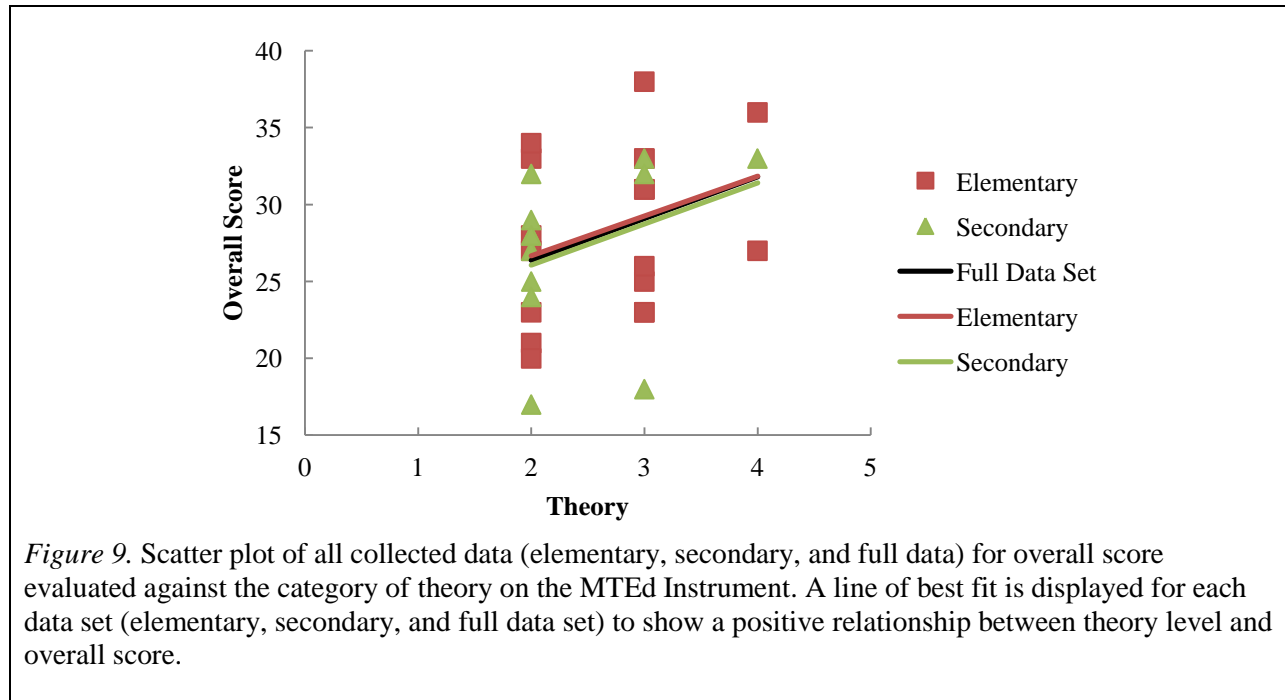 40
35
30
25
20
15
Overall Score
0 1 2 3 4 5
Theory
Elementary
Secondary
Full Data Set
Elementary
Secondary
Figure 9. Scatter plot of all collected data (elementary, secondary, and full data) for overall score
evaluated against the category of theory on the MTEd Instrument. A line of best fit is displayed for each
data set (elementary, secondary, and full data set) to show a positive relationship between theory level and
overall score.